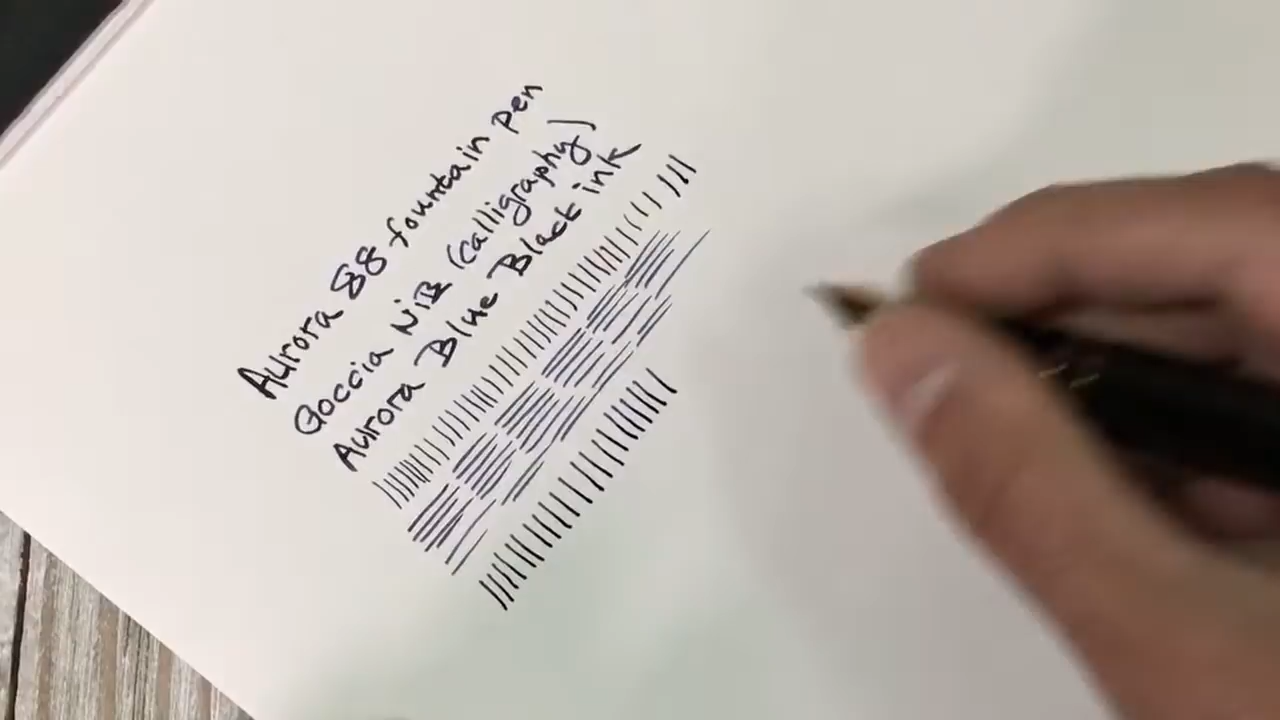 Aurora 88 fountain pen
Goccia NiB (calligraphy)
Aurora Blue Black ink